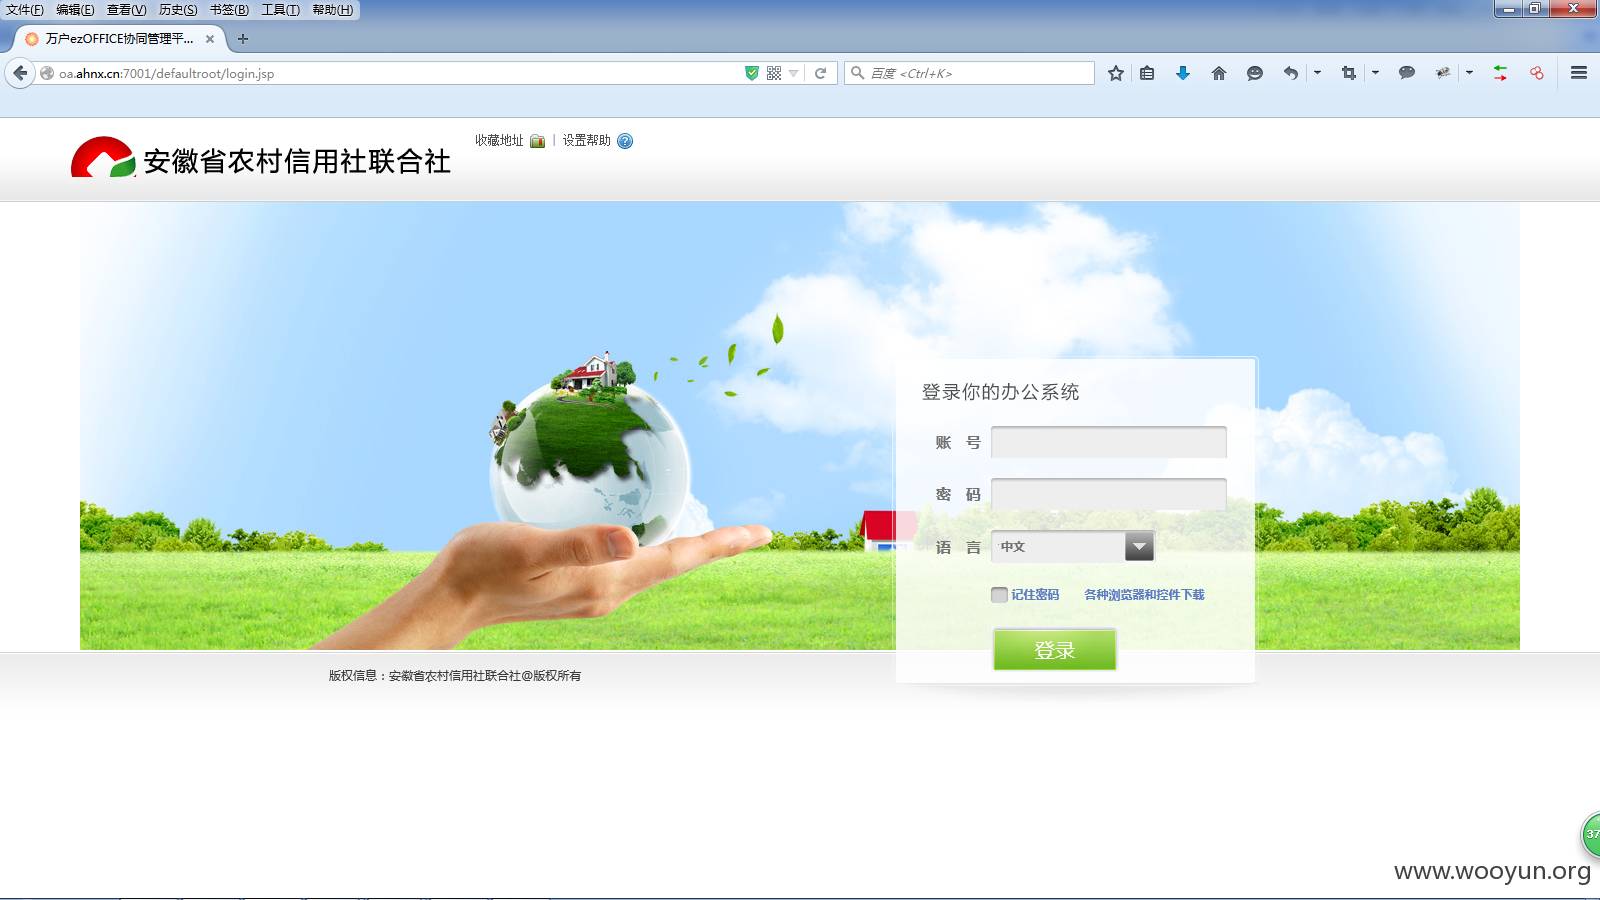 文件(F) 编辑(E) 查看(V) 历史(S) 书签(B) 工具(T) 帮助(H)
万户ezOFFICE协同管理平...
oa.ahnx.cn:7001/defaultroot/login.jsp
百度 <Ctrl+K>
收藏地址 | 设置帮助
安徽省农村信用社联合社
登录你的办公系统
账 号
密 码
语 言 中文
记住密码 各种浏览器和控件下载
登录
版权信息：安徽省农村信用社联合社@版权所有
37
www.wooyun.org